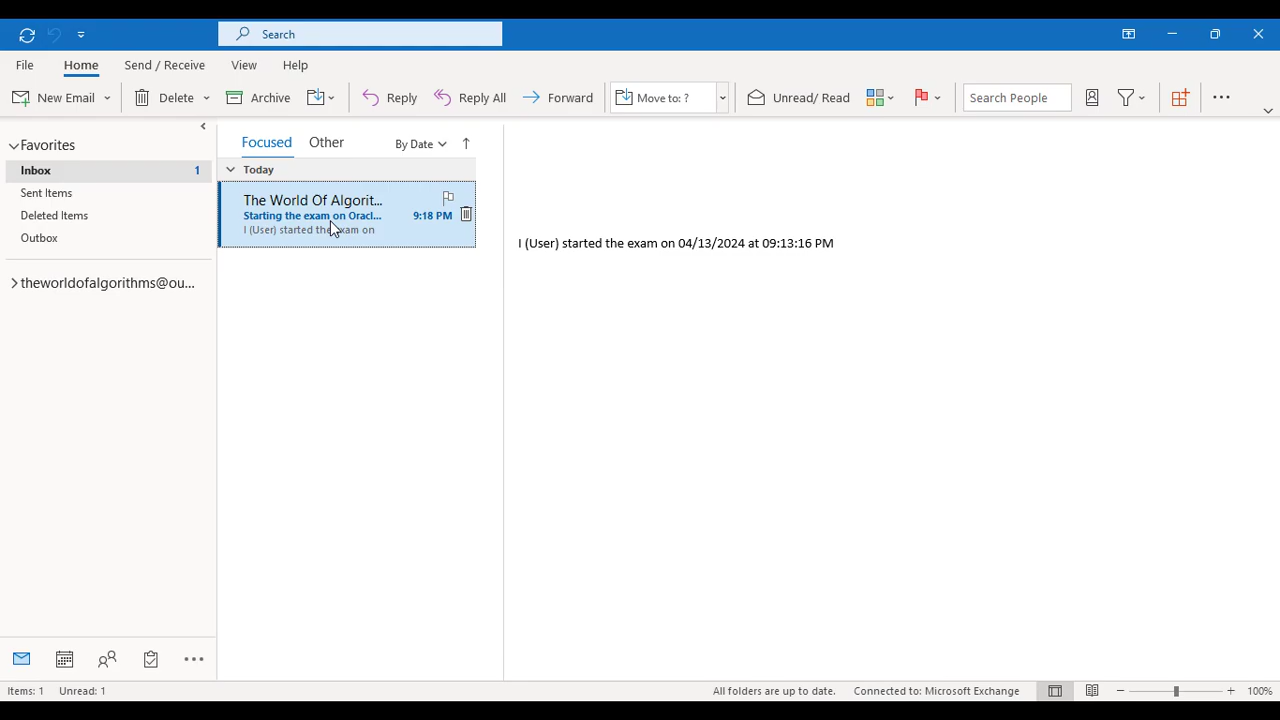 Search
File Home Send / Receive View Help
New Email Delete Archive Reply Reply All Forward Move to: ? Unread/ Read Search People
Favorites
Inbox 1
Sent Items
Deleted Items
Outbox
theworldofalgorithms@ou...
Focused Other By Date
Today
The World Of Algorit...
Starting the exam on Oracl... 9:18 PM
I (User) started the exam on
I (User) started the exam on 04/13/2024 at 09:13:16 PM
Items: 1 Unread: 1 All folders are up to date. Connected to: Microsoft Exchange 100%